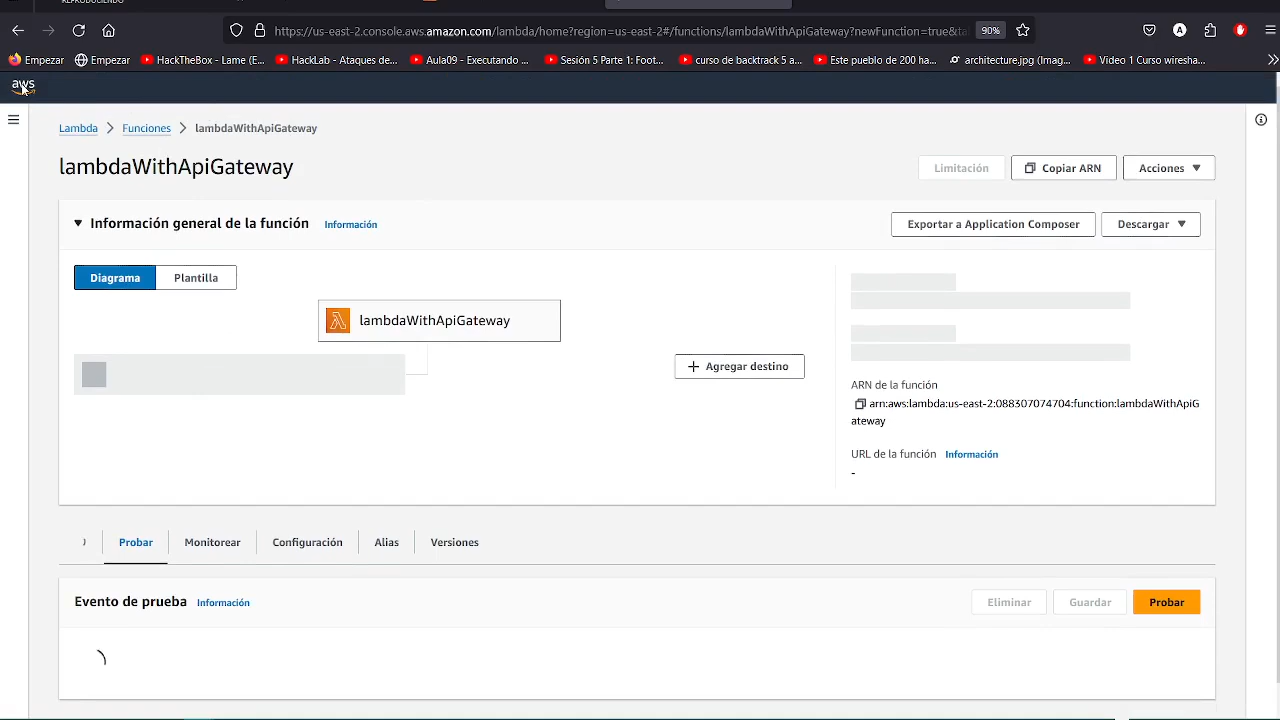 REPRODUCIENDO
https://us-east-2.console.aws.amazon.com/lambda/home?region=us-east-2#/functions/lambdaWithApiGateway?newFunction=true&ta
90%
Empezar
Empezar
HackTheBox - Lame (E...
HackLab - Ataques de...
Aula09 - Executando ...
Sesión 5 Parte 1: Foot...
curso de backtrack 5 a...
Este pueblo de 200 ha...
architecture.jpg (Imag...
Vídeo 1 Curso wiresha...
aws
Lambda
Funciones
lambdaWithApiGateway
lambdaWithApiGateway
Limitación
Copiar ARN
Acciones
Información general de la función
Información
Exportar a Application Composer
Descargar
Diagrama
Plantilla
lambdaWithApiGateway
Agregar destino
ARN de la función
arn:aws:lambda:us-east-2:088307074704:function:lambdaWithApiG
ateway
URL de la función
Información
-
Probar
Monitorear
Configuración
Alias
Versiones
Evento de prueba
Información
Eliminar
Guardar
Probar